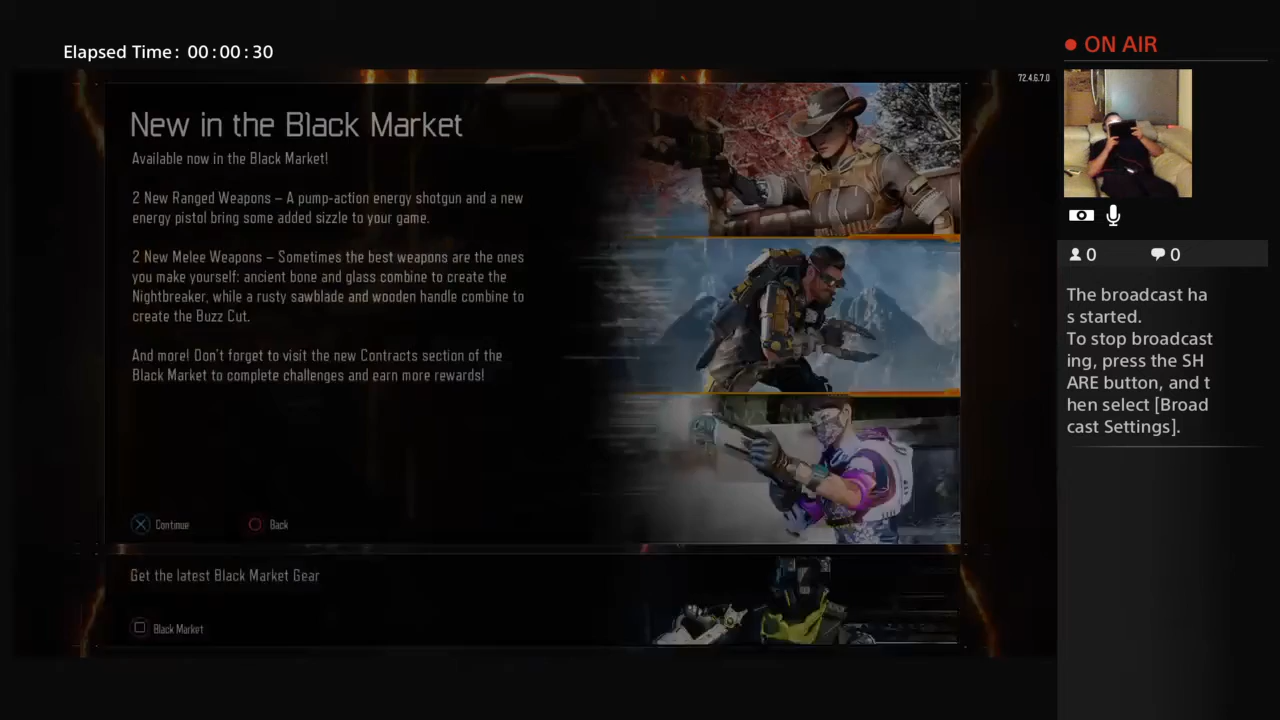 Elapsed Time: 00:00:30
ON AIR
72.4.6.7.0
New in the Black Market
Available now in the Black Market!
2 New Ranged Weapons – A pump-action energy shotgun and a new
energy pistol bring some added sizzle to your game.
2 New Melee Weapons – Sometimes the best weapons are the ones
you make yourself: ancient bone and glass combine to create the
Nightbreaker, while a rusty sawblade and wooden handle combine to
create the Buzz Cut.
And more! Don't forget to visit the new Contracts section of the
Black Market to complete challenges and earn more rewards!
Continue
Back
Get the latest Black Market Gear
Black Market
0
0
The broadcast ha
s started.
To stop broadcast
ing, press the SH
ARE button, and t
hen select [Broad
cast Settings].